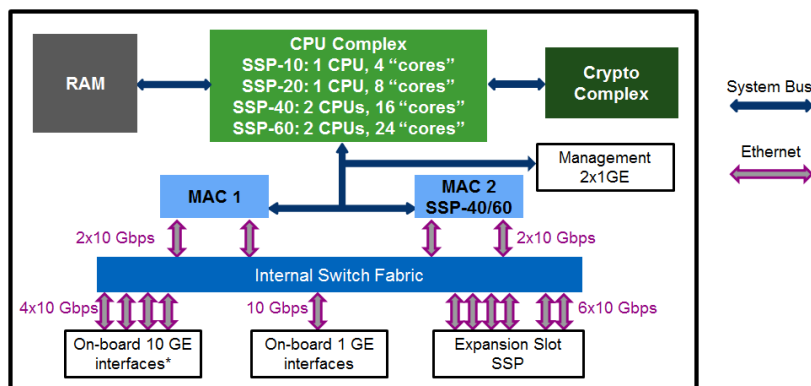 CPU Complex
SSP-10: 1 CPU, 4 “cores”
SSP-20: 1 CPU, 8 “cores”
SSP-40: 2 CPUs, 16 “cores”
SSP-60: 2 CPUs, 24 “cores”
RAM
Crypto
Complex
System Bus
Ethernet
Management
2x1GE
MAC 1
MAC 2
SSP-40/60
2x10 Gbps
2x10 Gbps
Internal Switch Fabric
4x10 Gbps
10 Gbps
6x10 Gbps
On-board 10 GE
interfaces*
On-board 1 GE
interfaces
Expansion Slot
SSP